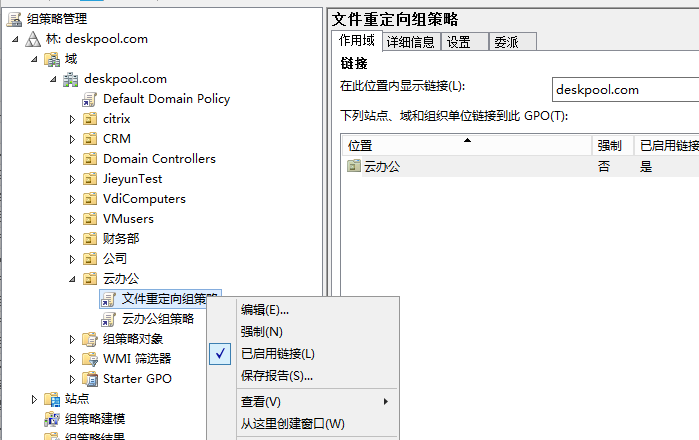 组策略管理
林: deskpool.com
域
deskpool.com
Default Domain Policy
citrix
CRM
Domain Controllers
JieyunTest
VdiComputers
VMusers
财务部
公司
云办公
文件重定向组策略
云办公组策略
组策略对象
WMI 筛选器
Starter GPO
站点
组策略建模
组策略结果
编辑(E)...
强制(N)
已启用链接(L)
保存报告(S)...
查看(V)
从这里创建窗口(W)
文件重定向组策略
作用域 详细信息 设置 委派
链接
在此位置内显示链接(L): deskpool.com
下列站点、域和组织单位链接到此 GPO(T):
位置 强制 已启用链接
云办公 否 是